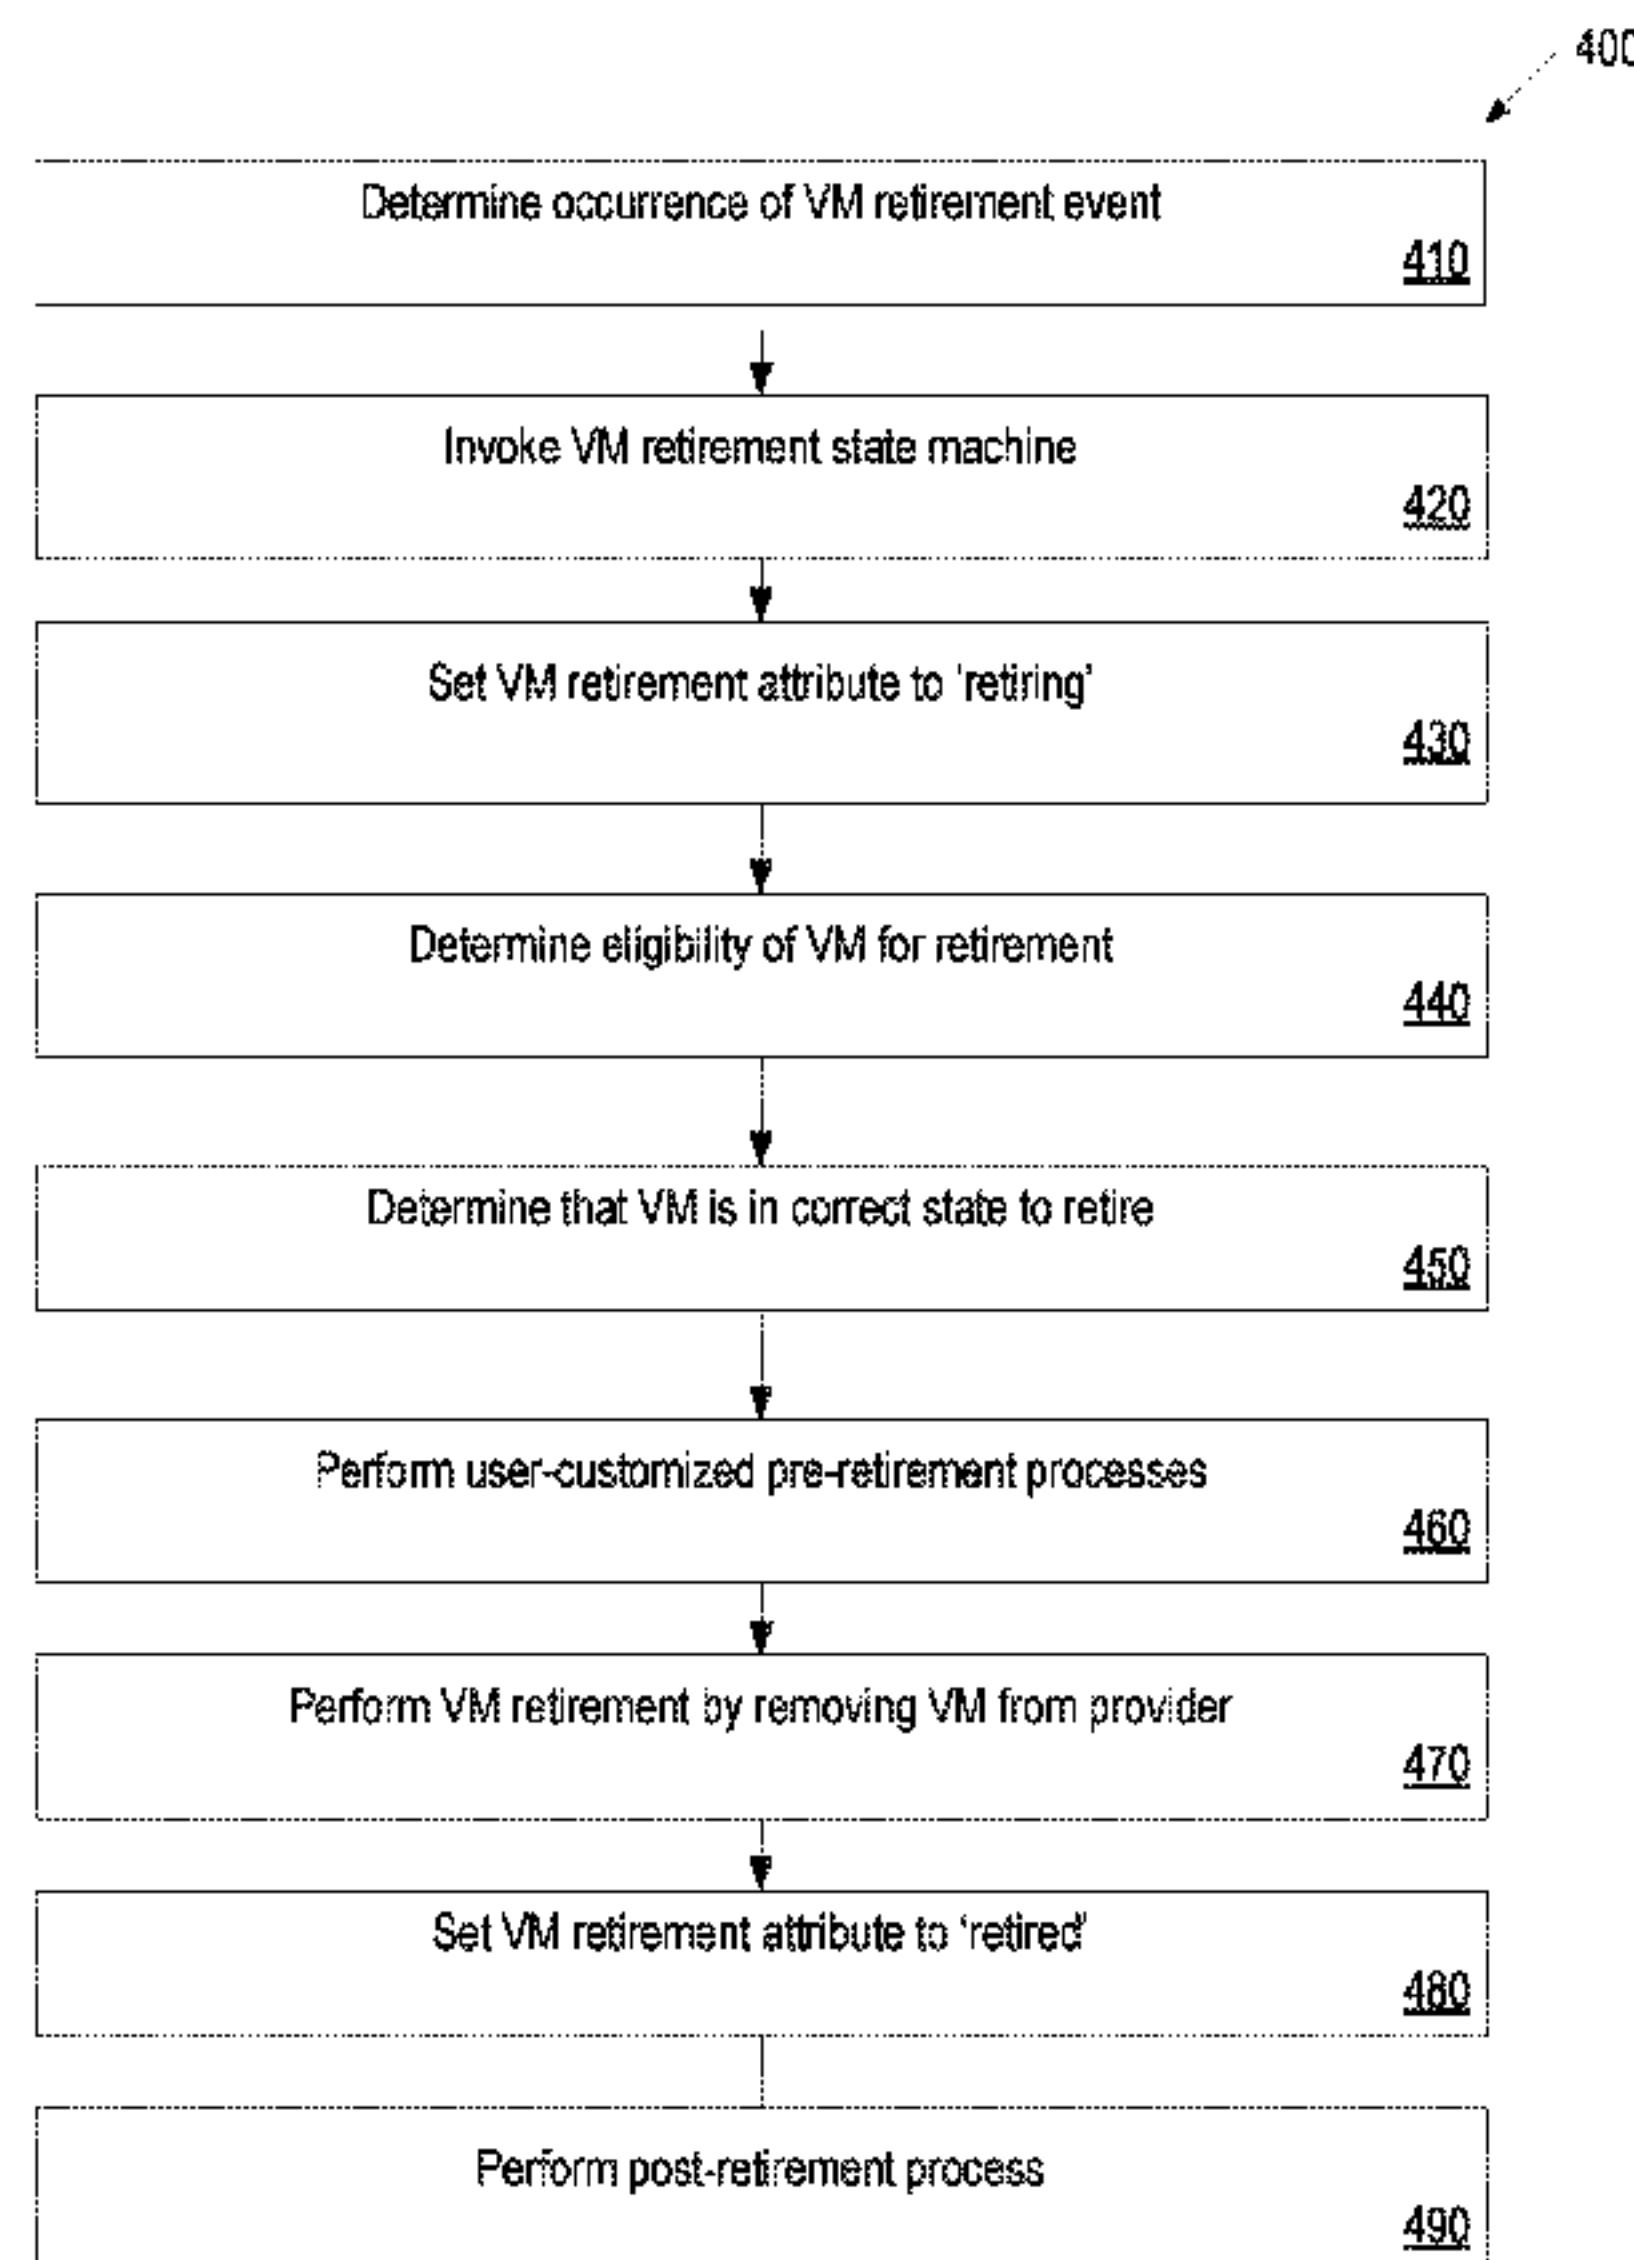 400
Determine occurrence of VM retirement event
410
Invoke VM retirement state machine
420
Set VM retirement attribute to 'retiring'
430
Determine eligibility of VM for retirement
440
Determine that VM is in correct state to retire
450
Perform user-customized pre-retirement processes
460
Perform VM retirement by removing VM from provider
470
Set VM retirement attribute to 'retired'
480
Perform post-retirement process
490